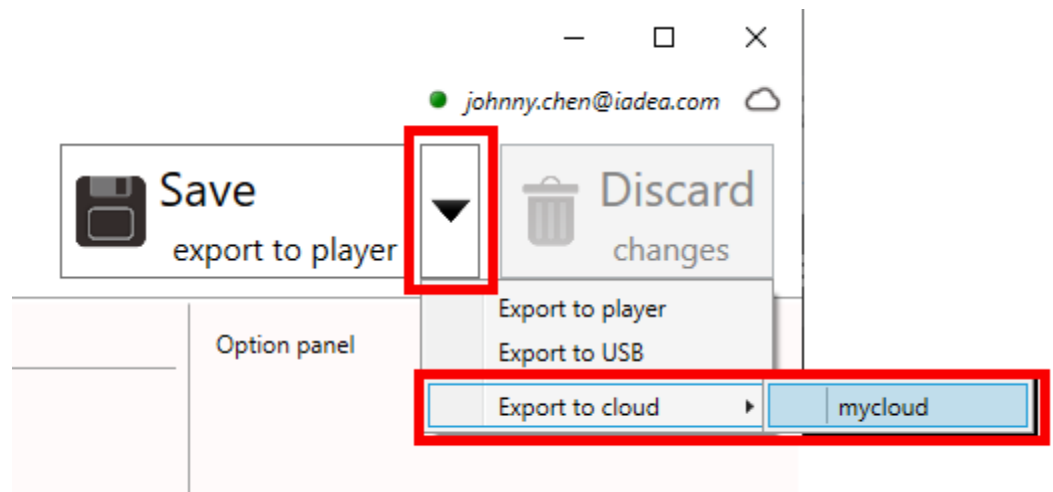 johnny.chen@iadea.com
Save
export to player
Discard
changes
Option panel
Export to player
Export to USB
Export to cloud
mycloud